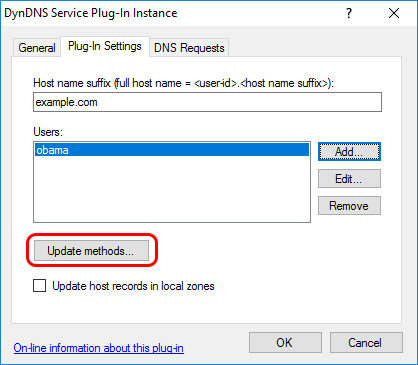 DynDNS Service Plug-In Instance
General
Plug-In Settings
DNS Requests
Host name suffix (full host name = <user-id>.<host name suffix>):
example.com
Users:
obama
Add...
Edit...
Remove
Update methods...
Update host records in local zones
On-line information about this plug-in
OK
Cancel